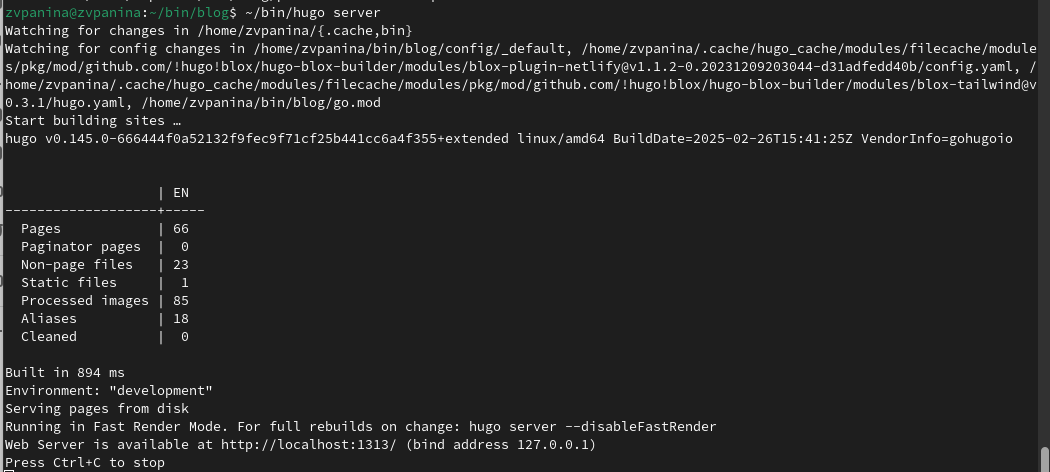 zvpanina@zvpanina:~/bin/blog$ ~/bin/hugo server
Watching for changes in /home/zvpanina/{.cache,bin}
Watching for config changes in /home/zvpanina/bin/blog/config/_default, /home/zvpanina/.cache/hugo_cache/modules/filecache/module
s/pkg/mod/github.com/!hugo!blox/hugo-blox-builder/modules/blox-plugin-netlify@v1.1.2-0.20231209203044-d31adfedd40b/config.yaml, /
home/zvpanina/.cache/hugo_cache/modules/filecache/modules/pkg/mod/github.com/!hugo!blox/hugo-blox-builder/modules/blox-tailwind@v
0.3.1/hugo.yaml, /home/zvpanina/bin/blog/go.mod
Start building sites …
hugo v0.145.0-666444f0a52132f9fec9f71cf25b441cc6a4f355+extended linux/amd64 BuildDate=2025-02-26T15:41:25Z VendorInfo=gohugoio
                   | EN
-------------------+-----
  Pages            | 66
  Paginator pages  |  0
  Non-page files   | 23
  Static files     |  1
  Processed images | 85
  Aliases          | 18
  Cleaned          |  0
Built in 894 ms
Environment: "development"
Serving pages from disk
Running in Fast Render Mode. For full rebuilds on change: hugo server --disableFastRender
Web Server is available at http://localhost:1313/ (bind address 127.0.0.1)
Press Ctrl+C to stop